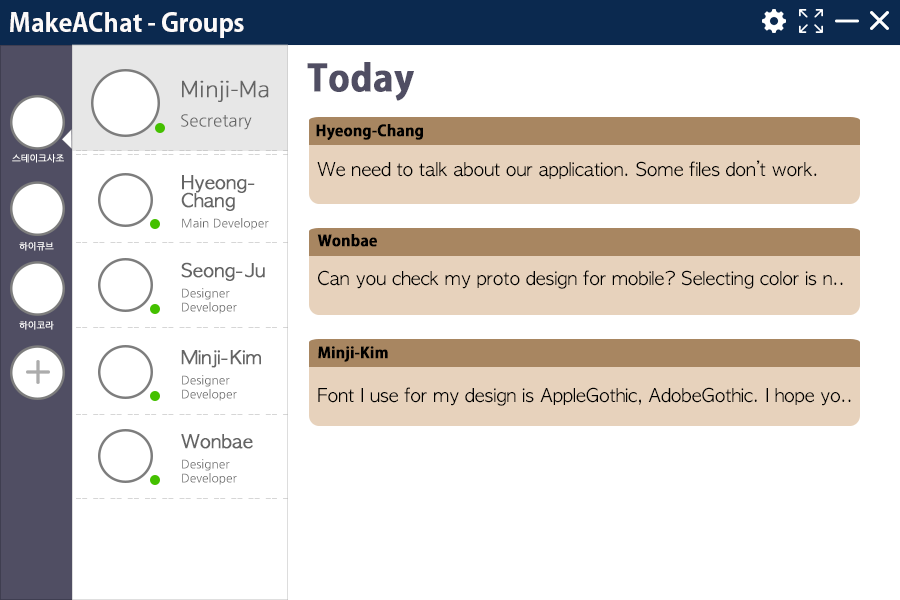 MakeAChat - Groups
스테이크사조
하이큐브
하이코라
Minji-Ma
Secretary
Hyeong-
Chang
Main Developer
Seong-Ju
Designer
Developer
Minji-Kim
Designer
Developer
Wonbae
Designer
Developer
Today
Hyeong-Chang
We need to talk about our application. Some files don't work.
Wonbae
Can you check my proto design for mobile? Selecting color is n..
Minji-Kim
Font I use for my design is AppleGothic, AdobeGothic. I hope yo..